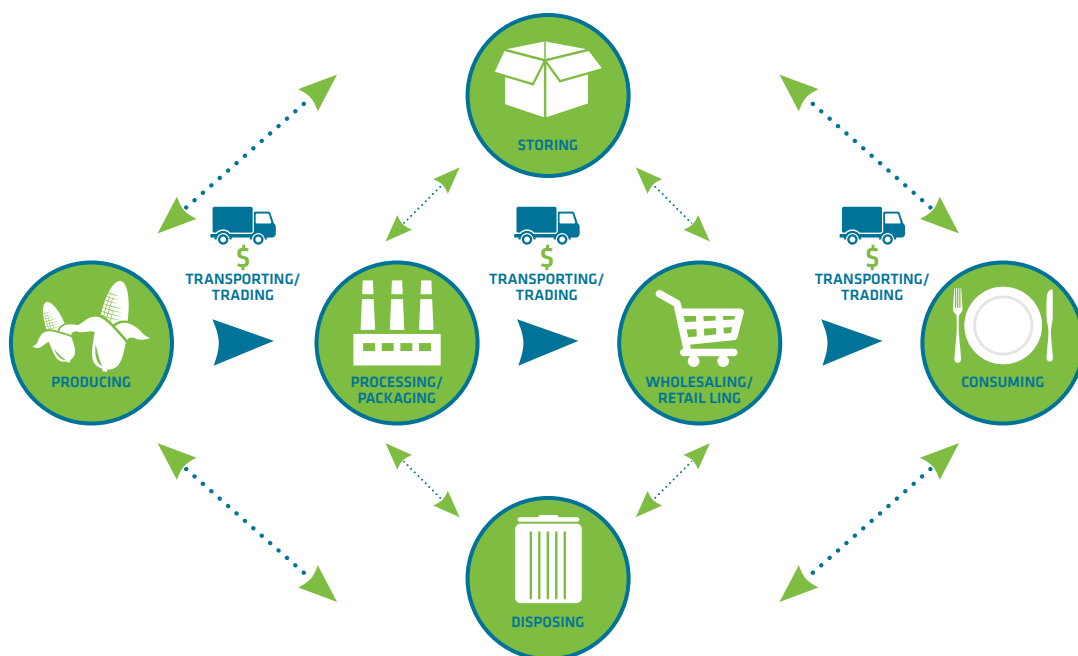 STORING
$
TRANSPORTING/
TRADING
$
TRANSPORTING/
TRADING
$
TRANSPORTING/
TRADING
PRODUCING
PROCESSING/
PACKAGING
WHOLESALING/
RETAIL LING
CONSUMING
DISPOSING